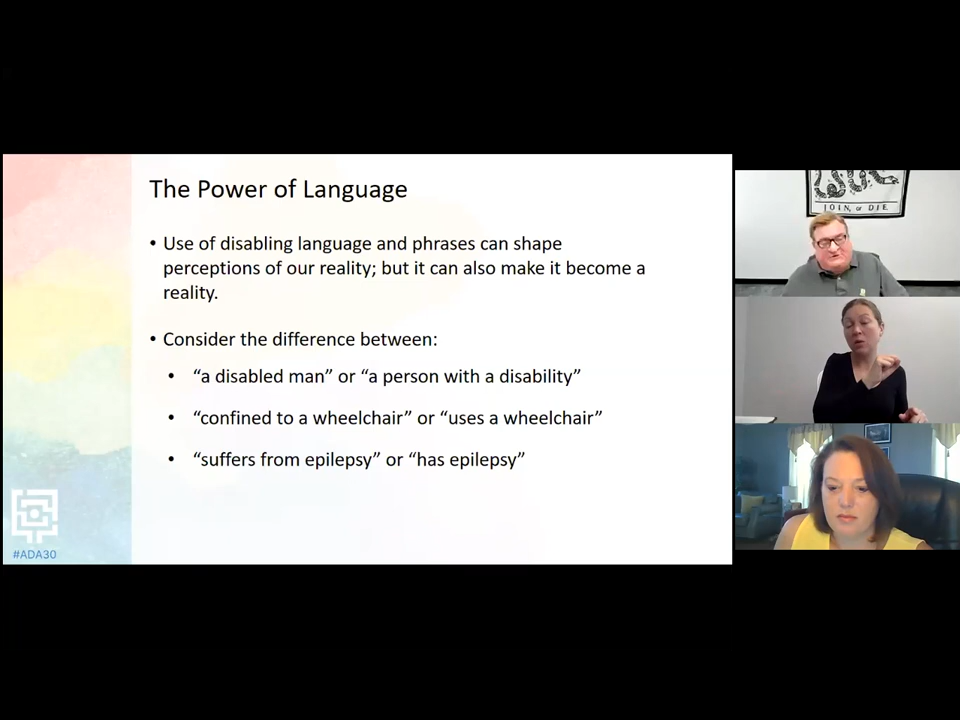 The Power of Language
• Use of disabling language and phrases can shape
perceptions of our reality; but it can also make it become a
reality.
• Consider the difference between:
• “a disabled man” or “a person with a disability”
• “confined to a wheelchair” or “uses a wheelchair”
• “suffers from epilepsy” or “has epilepsy”
#ADA30
JOIN, or DIE